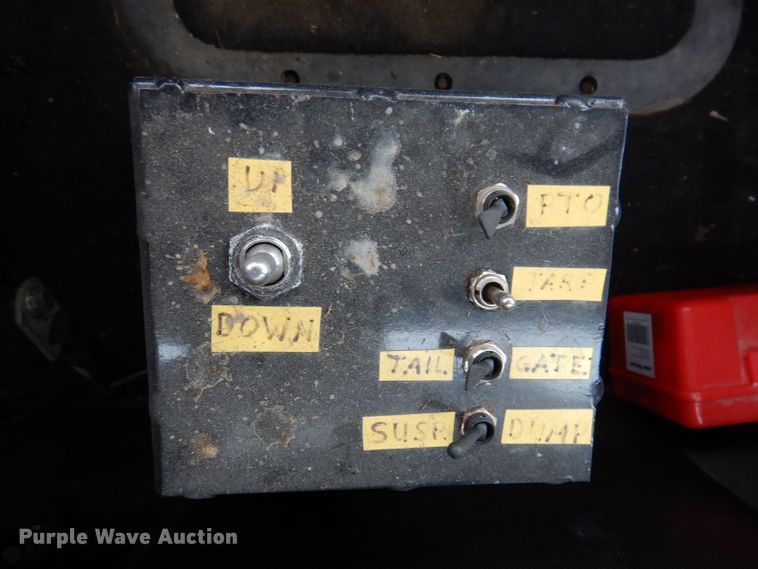 UP
DOWN
PTO
TARP
TAIL GATE
SUSP. DUMP
Purple Wave Auction